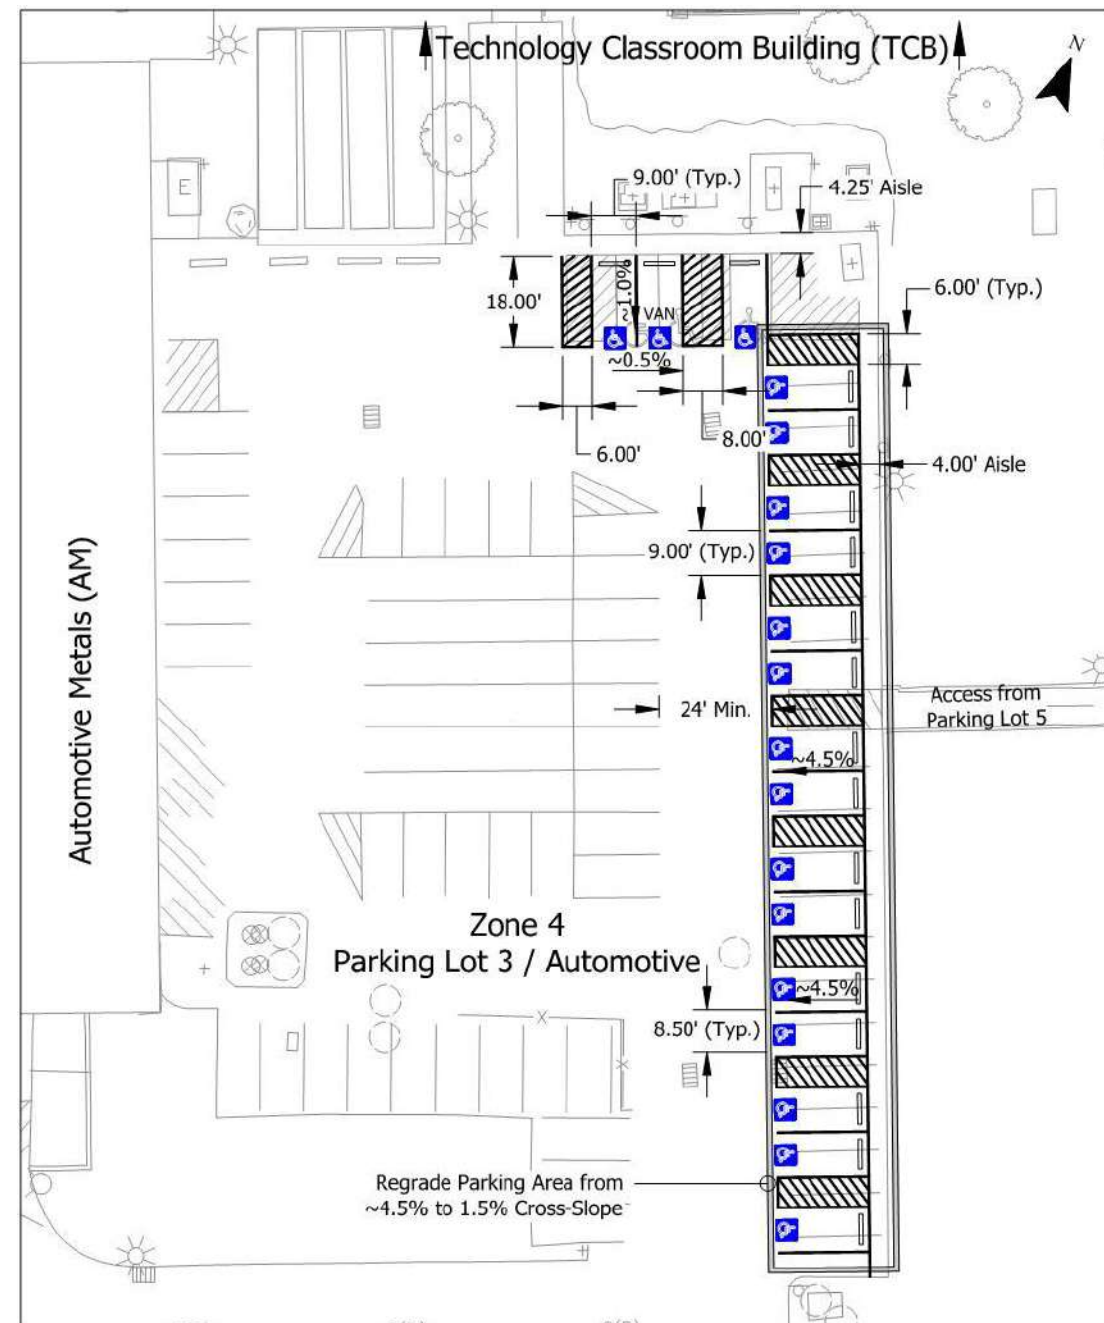 Technology Classroom Building (TCB)
N
9.00' (Typ.)
4.25' Aisle
E
18.00'
~1.0%
VAN
6.00' (Typ.)
~0.5%
6.00'
8.00'
4.00' Aisle
9.00' (Typ.)
Automotive Metals (AM)
24' Min.
Access from
Parking Lot 5
~4.5%
Zone 4
Parking Lot 3 / Automotive
~4.5%
8.50' (Typ.)
Regrade Parking Area from
~4.5% to 1.5% Cross-Slope